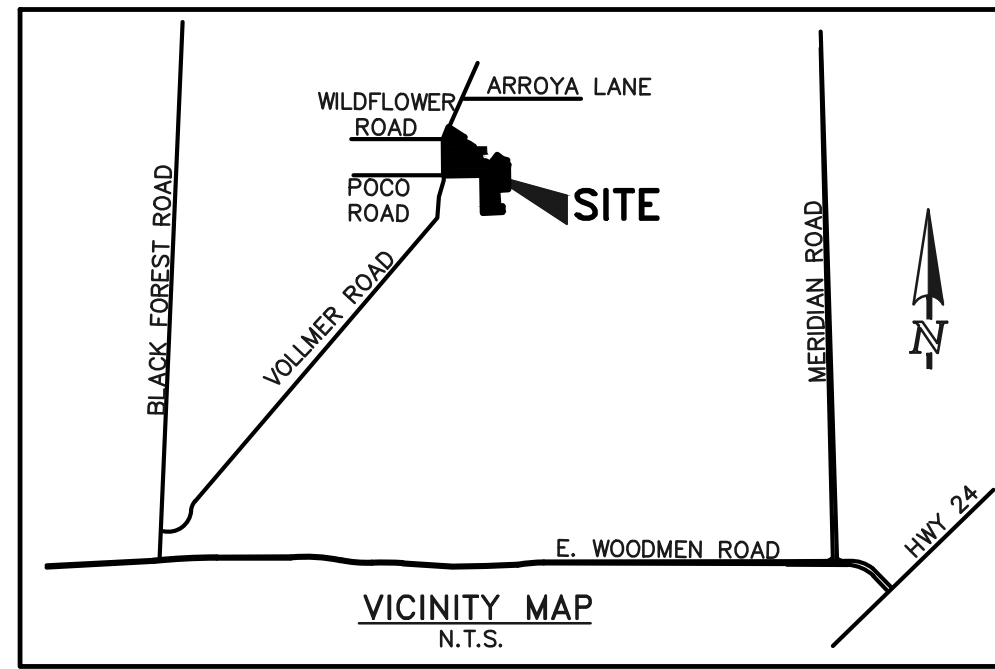 ARROYA LANE
WILDFLOWER
ROAD
POCO
ROAD
SITE
BLACK FOREST ROAD
VOLLMER ROAD
MERIDIAN ROAD
N
HWY 24
E. WOODMEN ROAD
VICINITY MAP
N.T.S.